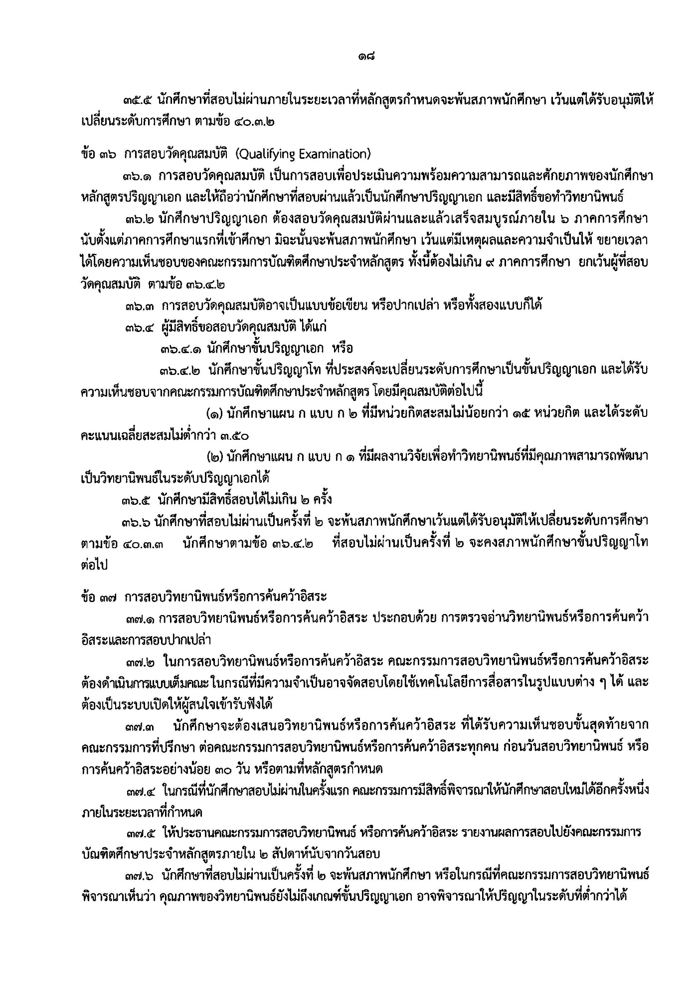 ๑๘
๓๕.๕ นักศึกษาที่สอบไม่ผ่านภายในระยะเวลาที่หลักสูตรกำหนดจะพ้นสภาพนักศึกษา เว้นแต่ได้รับอนุมัติให้
เปลี่ยนระดับการศึกษา ตามข้อ ๔๐.๓.๒
ข้อ ๓๖ การสอบวัดคุณสมบัติ (Qualifying Examination)
๓๖.๑ การสอบวัดคุณสมบัติ เป็นการสอบเพื่อประเมินความพร้อมความสามารถและศักยภาพของนักศึกษา
หลักสูตรปริญญาเอก และให้ถือว่านักศึกษาที่สอบผ่านแล้วเป็นนักศึกษาปริญญาเอก และมีสิทธิ์ขอทำวิทยานิพนธ์
๓๖.๒ นักศึกษาปริญญาเอก ต้องสอบวัดคุณสมบัติผ่านและแล้วเสร็จสมบูรณ์ภายใน ๖ ภาคการศึกษา
นับตั้งแต่ภาคการศึกษาแรกที่เข้าศึกษา มิฉะนั้นจะพ้นสภาพนักศึกษา เว้นแต่มีเหตุผลและความจำเป็นให้ ขยายเวลา
ได้โดยความเห็นชอบของคณะกรรมการบัณฑิตศึกษาประจำหลักสูตร ทั้งนี้ต้องไม่เกิน ๙ ภาคการศึกษา ยกเว้นผู้ที่สอบ
วัดคุณสมบัติ ตามข้อ ๓๖.๔.๒
๓๖.๓ การสอบวัดคุณสมบัติอาจเป็นแบบข้อเขียน หรือปากเปล่า หรือทั้งสองแบบก็ได้
๓๖.๔ ผู้มีสิทธิ์ขอสอบวัดคุณสมบัติ ได้แก่
๓๖.๔.๑ นักศึกษาขั้นปริญญาเอก หรือ
๓๖.๔.๒ นักศึกษาขั้นปริญญาโท ที่ประสงค์จะเปลี่ยนระดับการศึกษาเป็นขั้นปริญญาเอก และได้รับ
ความเห็นชอบจากคณะกรรมการบัณฑิตศึกษาประจำหลักสูตร โดยมีคุณสมบัติต่อไปนี้
(๑) นักศึกษาแผน ก แบบ ก ๒ ที่มีหน่วยกิตสะสมไม่น้อยกว่า ๑๕ หน่วยกิต และได้ระดับ
คะแนนเฉลี่ยสะสมไม่ต่ำกว่า ๓.๕๐
(๒) นักศึกษาแผน ก แบบ ก ๑ ที่มีผลงานวิจัยเพื่อทำวิทยานิพนธ์ที่มีคุณภาพสามารถพัฒนา
เป็นวิทยานิพนธ์ในระดับปริญญาเอกได้
๓๖.๕ นักศึกษามีสิทธิ์สอบได้ไม่เกิน ๒ ครั้ง
๓๖.๖ นักศึกษาที่สอบไม่ผ่านเป็นครั้งที่ ๒ จะพ้นสภาพนักศึกษาเว้นแต่ได้รับอนุมัติให้เปลี่ยนระดับการศึกษา
ตามข้อ ๔๐.๓.๓ นักศึกษาตามข้อ ๓๖.๔.๒ ที่สอบไม่ผ่านเป็นครั้งที่ ๒ จะคงสภาพนักศึกษาขั้นปริญญาโท
ต่อไป
ข้อ ๓๗ การสอบวิทยานิพนธ์หรือการค้นคว้าอิสระ
๓๗.๑ การสอบวิทยานิพนธ์หรือการค้นคว้าอิสระ ประกอบด้วย การตรวจอ่านวิทยานิพนธ์หรือการค้นคว้า
อิสระและการสอบปากเปล่า
๓๗.๒ ในการสอบวิทยานิพนธ์หรือการค้นคว้าอิสระ คณะกรรมการสอบวิทยานิพนธ์หรือการค้นคว้าอิสระ
ต้องดำเนินการแบบเต็มคณะ ในกรณีที่มีความจำเป็นอาจจัดสอบโดยใช้เทคโนโลยีการสื่อสารในรูปแบบต่าง ๆ ได้ และ
ต้องเป็นระบบเปิดให้ผู้สนใจเข้ารับฟังได้
๓๗.๓ นักศึกษาจะต้องเสนอวิทยานิพนธ์หรือการค้นคว้าอิสระ ที่ได้รับความเห็นชอบขั้นสุดท้ายจาก
คณะกรรมการที่ปรึกษา ต่อคณะกรรมการสอบวิทยานิพนธ์หรือการค้นคว้าอิสระทุกคน ก่อนวันสอบวิทยานิพนธ์ หรือ
การค้นคว้าอิสระอย่างน้อย ๓๐ วัน หรือตามที่หลักสูตรกำหนด
๓๗.๔ ในกรณีที่นักศึกษาสอบไม่ผ่านในครั้งแรก คณะกรรมการมีสิทธิ์พิจารณาให้นักศึกษาสอบใหม่ได้อีกครั้งหนึ่ง
ภายในระยะเวลาที่กำหนด
๓๗.๕ ให้ประธานคณะกรรมการสอบวิทยานิพนธ์ หรือการค้นคว้าอิสระ รายงานผลการสอบไปยังคณะกรรมการ
บัณฑิตศึกษาประจำหลักสูตรภายใน ๒ สัปดาห์นับจากวันสอบ
๓๗.๖ นักศึกษาที่สอบไม่ผ่านเป็นครั้งที่ ๒ จะพ้นสภาพนักศึกษา หรือในกรณีที่คณะกรรมการสอบวิทยานิพนธ์
พิจารณาเห็นว่า คุณภาพของวิทยานิพนธ์ยังไม่ถึงเกณฑ์ขั้นปริญญาเอก อาจพิจารณาให้ปริญญาในระดับที่ต่ำกว่าได้